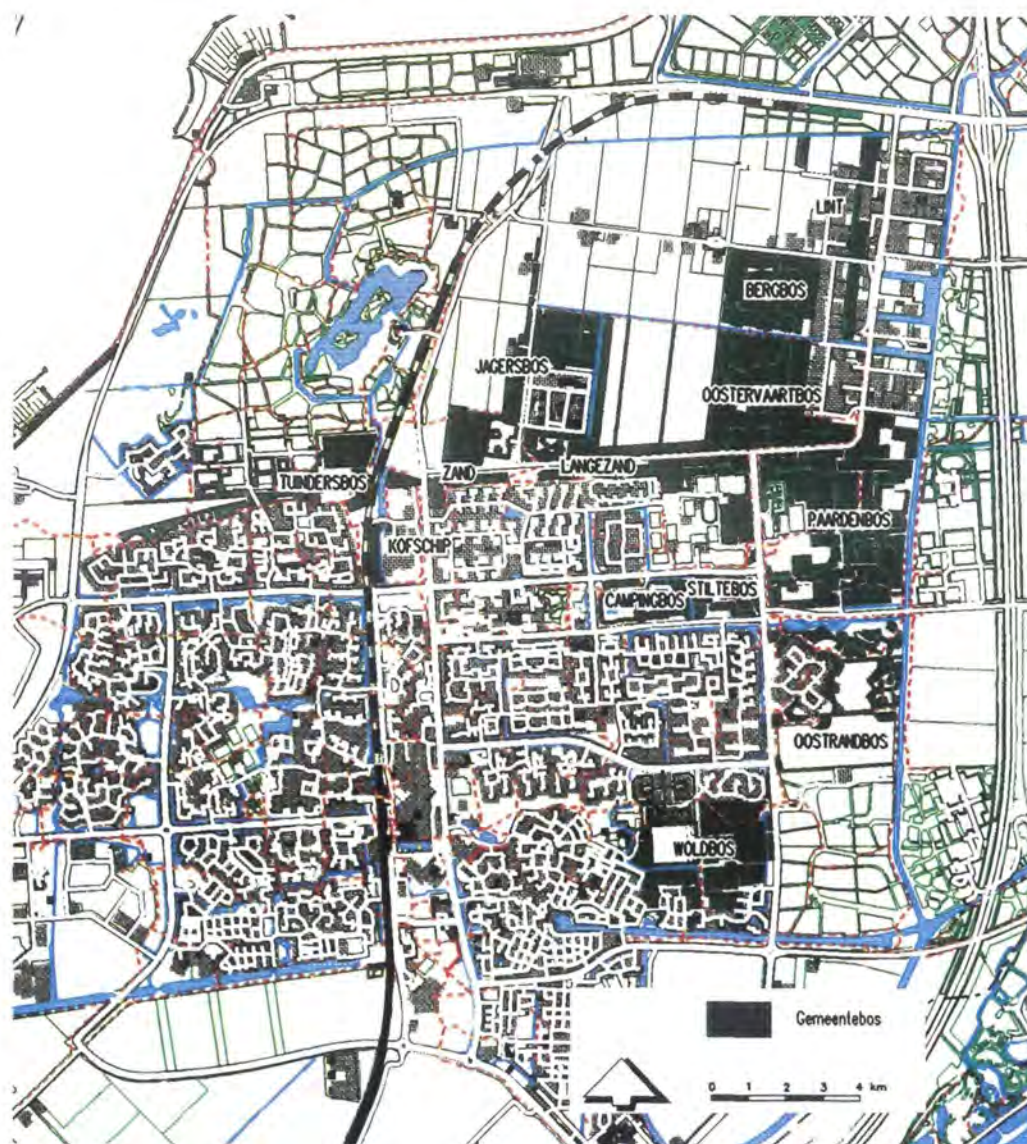 LINT
BERGBOS
JAGERSBOS
OOSTERVAARTBOS
ZAND
LANGEZAND
TUINDERSBOS
PAARDENBOS
KOFSCHIP
STILTEBOS
CAMPINGBOS
OOSTRANDBOS
WOLDBOS
Gemeentebos
0 1 2 3 4 km